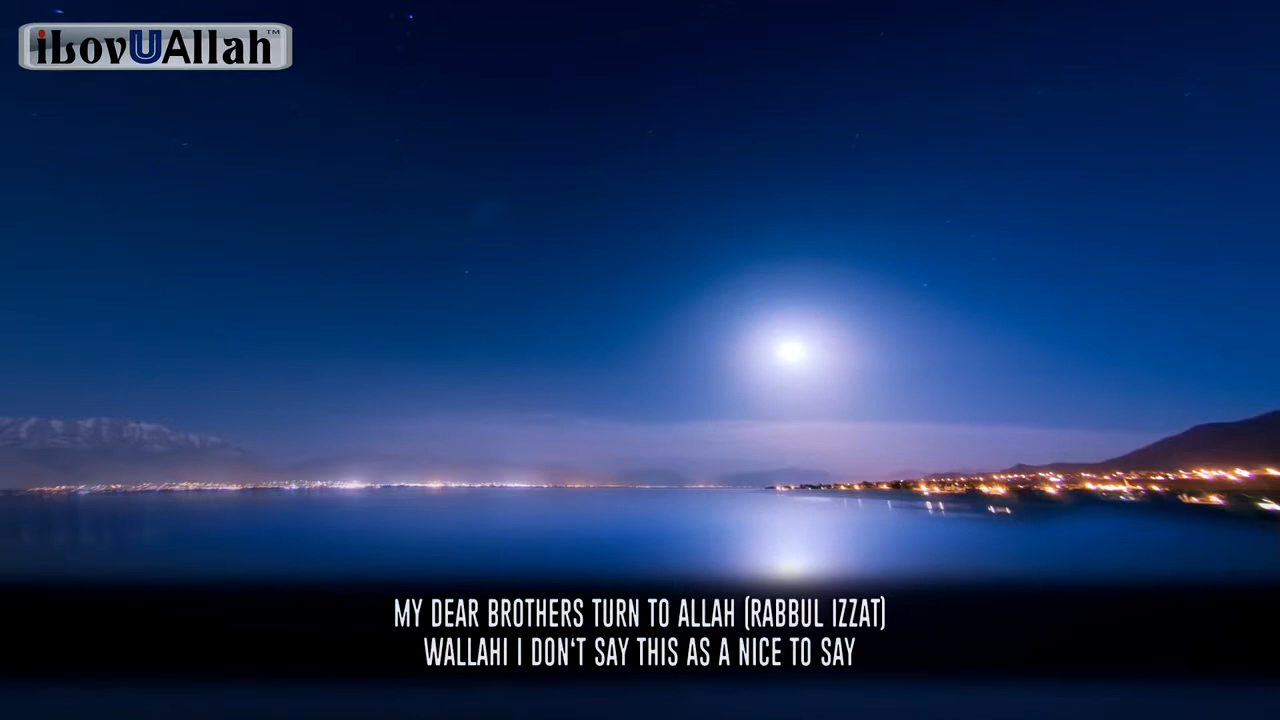 iLovUAllah™
MY DEAR BROTHERS TURN TO ALLAH (RABBUL IZZAT)
WALLAHI I DON'T SAY THIS AS A NICE TO SAY